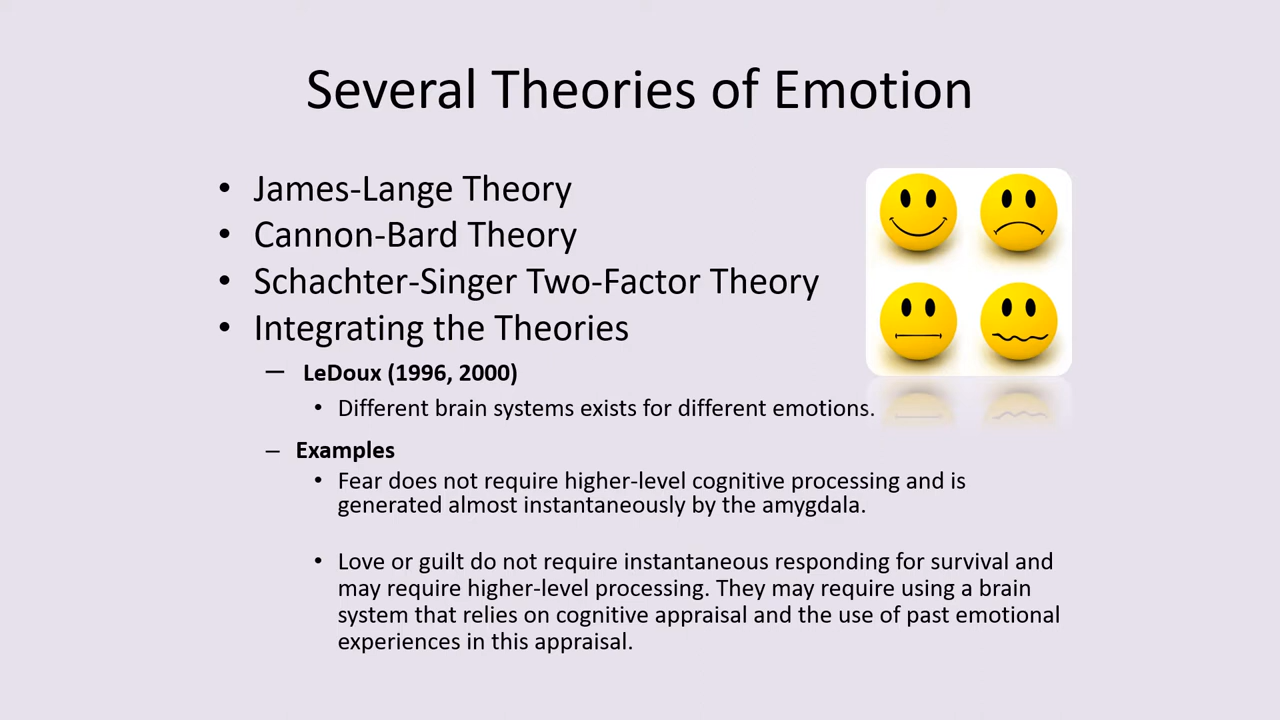 Several Theories of Emotion
• James-Lange Theory
• Cannon-Bard Theory
• Schachter-Singer Two-Factor Theory
• Integrating the Theories
– LeDoux (1996, 2000)
• Different brain systems exists for different emotions.
– Examples
• Fear does not require higher-level cognitive processing and is
generated almost instantaneously by the amygdala.
• Love or guilt do not require instantaneous responding for survival and
may require higher-level processing. They may require using a brain
system that relies on cognitive appraisal and the use of past emotional
experiences in this appraisal.